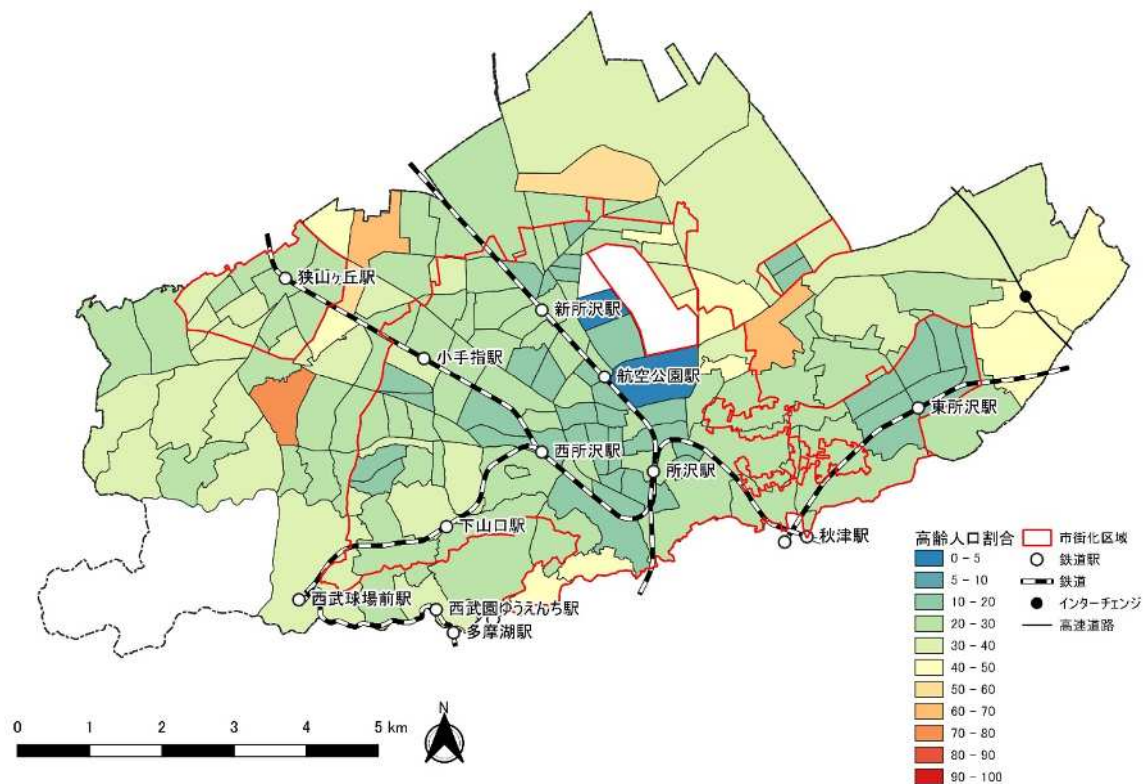 狭山ヶ丘駅
新所沢駅
小手指駅
航空公園駅
東所沢駅
西所沢駅
所沢駅
下山口駅
秋津駅
西武球場前駅
西武園ゆうえんち駅
多摩湖駅
高齢人口割合
0 - 5
5 - 10
10 - 20
20 - 30
30 - 40
40 - 50
50 - 60
60 - 70
70 - 80
80 - 90
90 - 100
市街化区域
鉄道駅
鉄道
インターチェンジ
高速道路
0 1 2 3 4 5 km
N